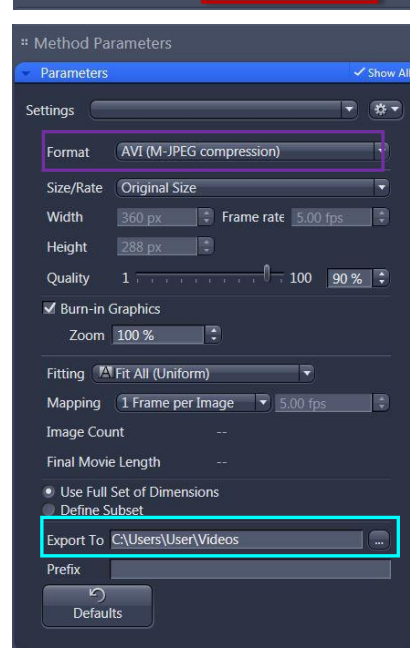 Method Parameters
Parameters ✓ Show All
Settings
Format AVI (M-JPEG compression)
Size/Rate Original Size
Width 360 px Frame rate 5.00 fps
Height 288 px
Quality 1 100 90 %
Burn-in Graphics
Zoom 100 %
Fitting Fit All (Uniform)
Mapping 1 Frame per Image 5.00 fps
Image Count --
Final Movie Length --
Use Full Set of Dimensions
Define Subset
Export To C:\Users\User\Videos ...
Prefix
Defaults